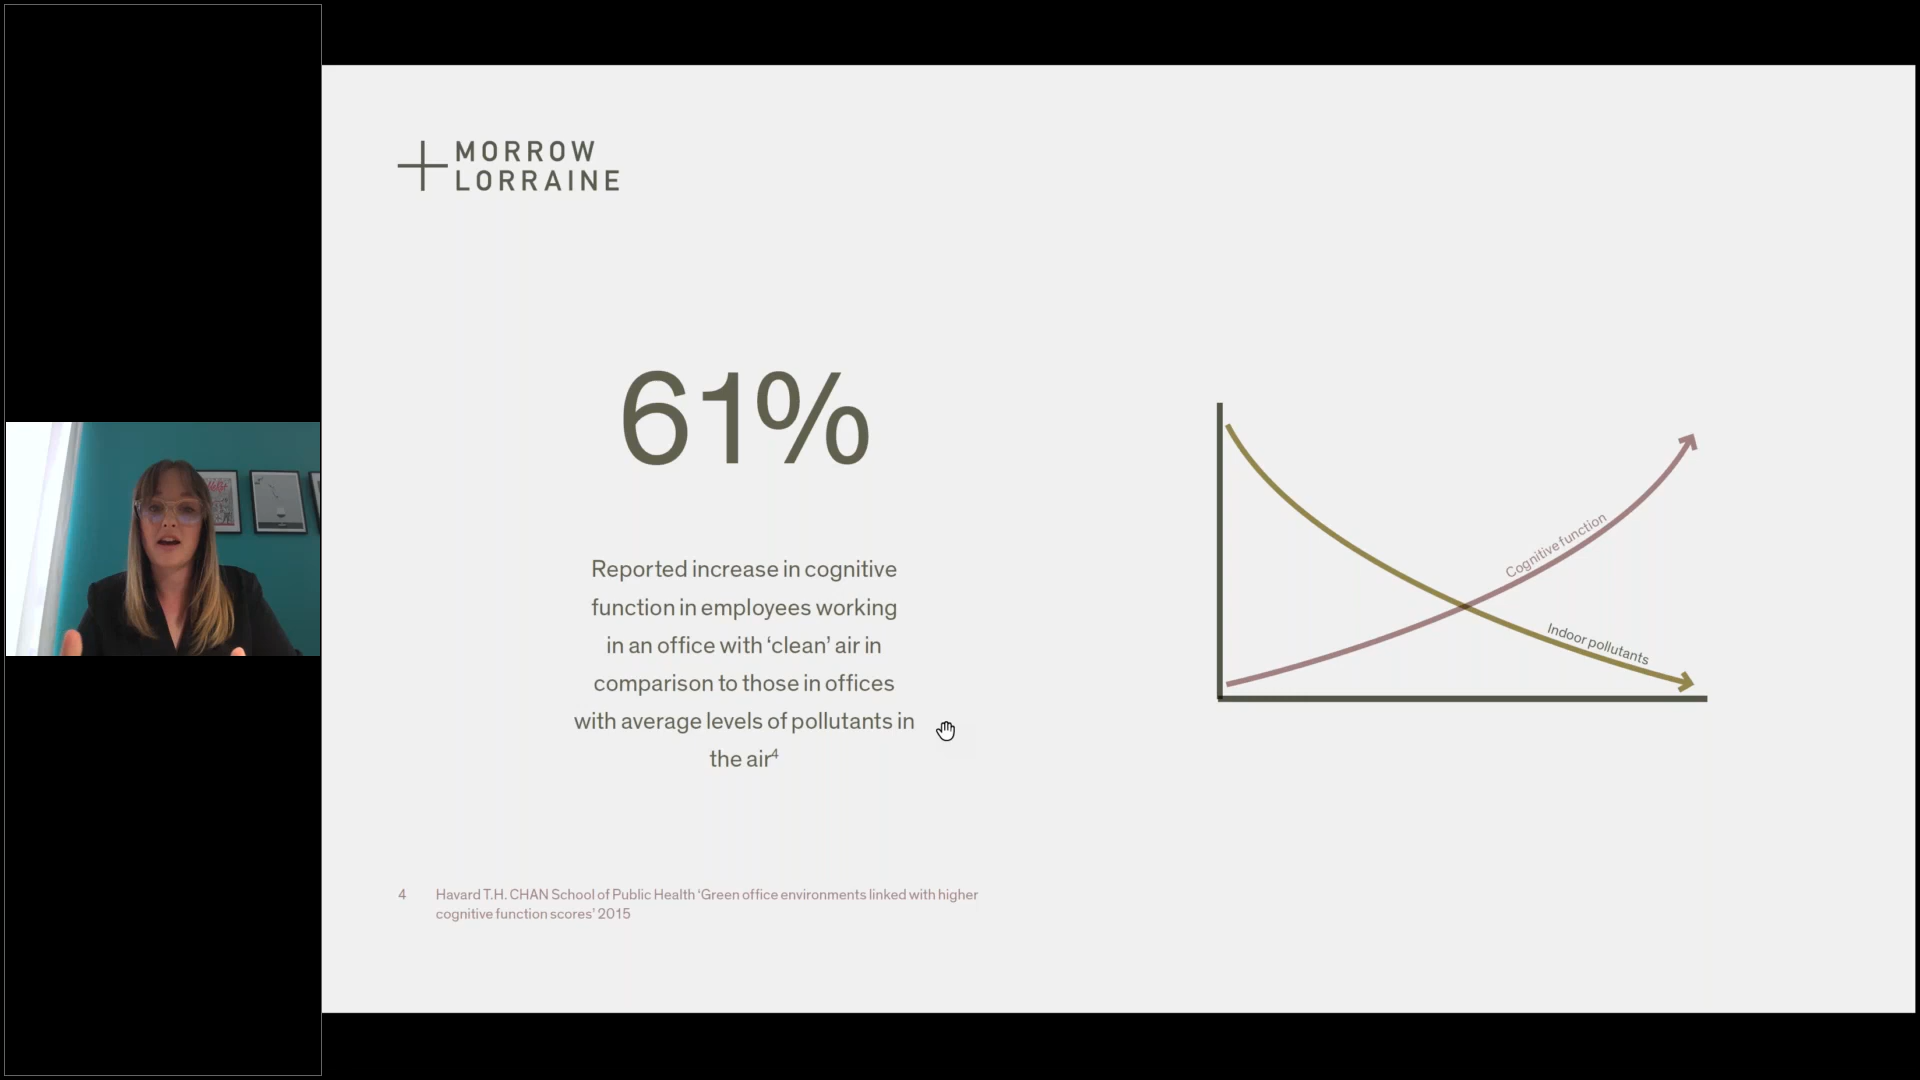 MORROW
LORRAINE
61%
Reported increase in cognitive
function in employees working
in an office with ‘clean’ air in
comparison to those in offices
with average levels of pollutants in
the air⁴
Cognitive function
Indoor pollutants
4 Havard T.H. CHAN School of Public Health ‘Green office environments linked with higher
cognitive function scores’ 2015